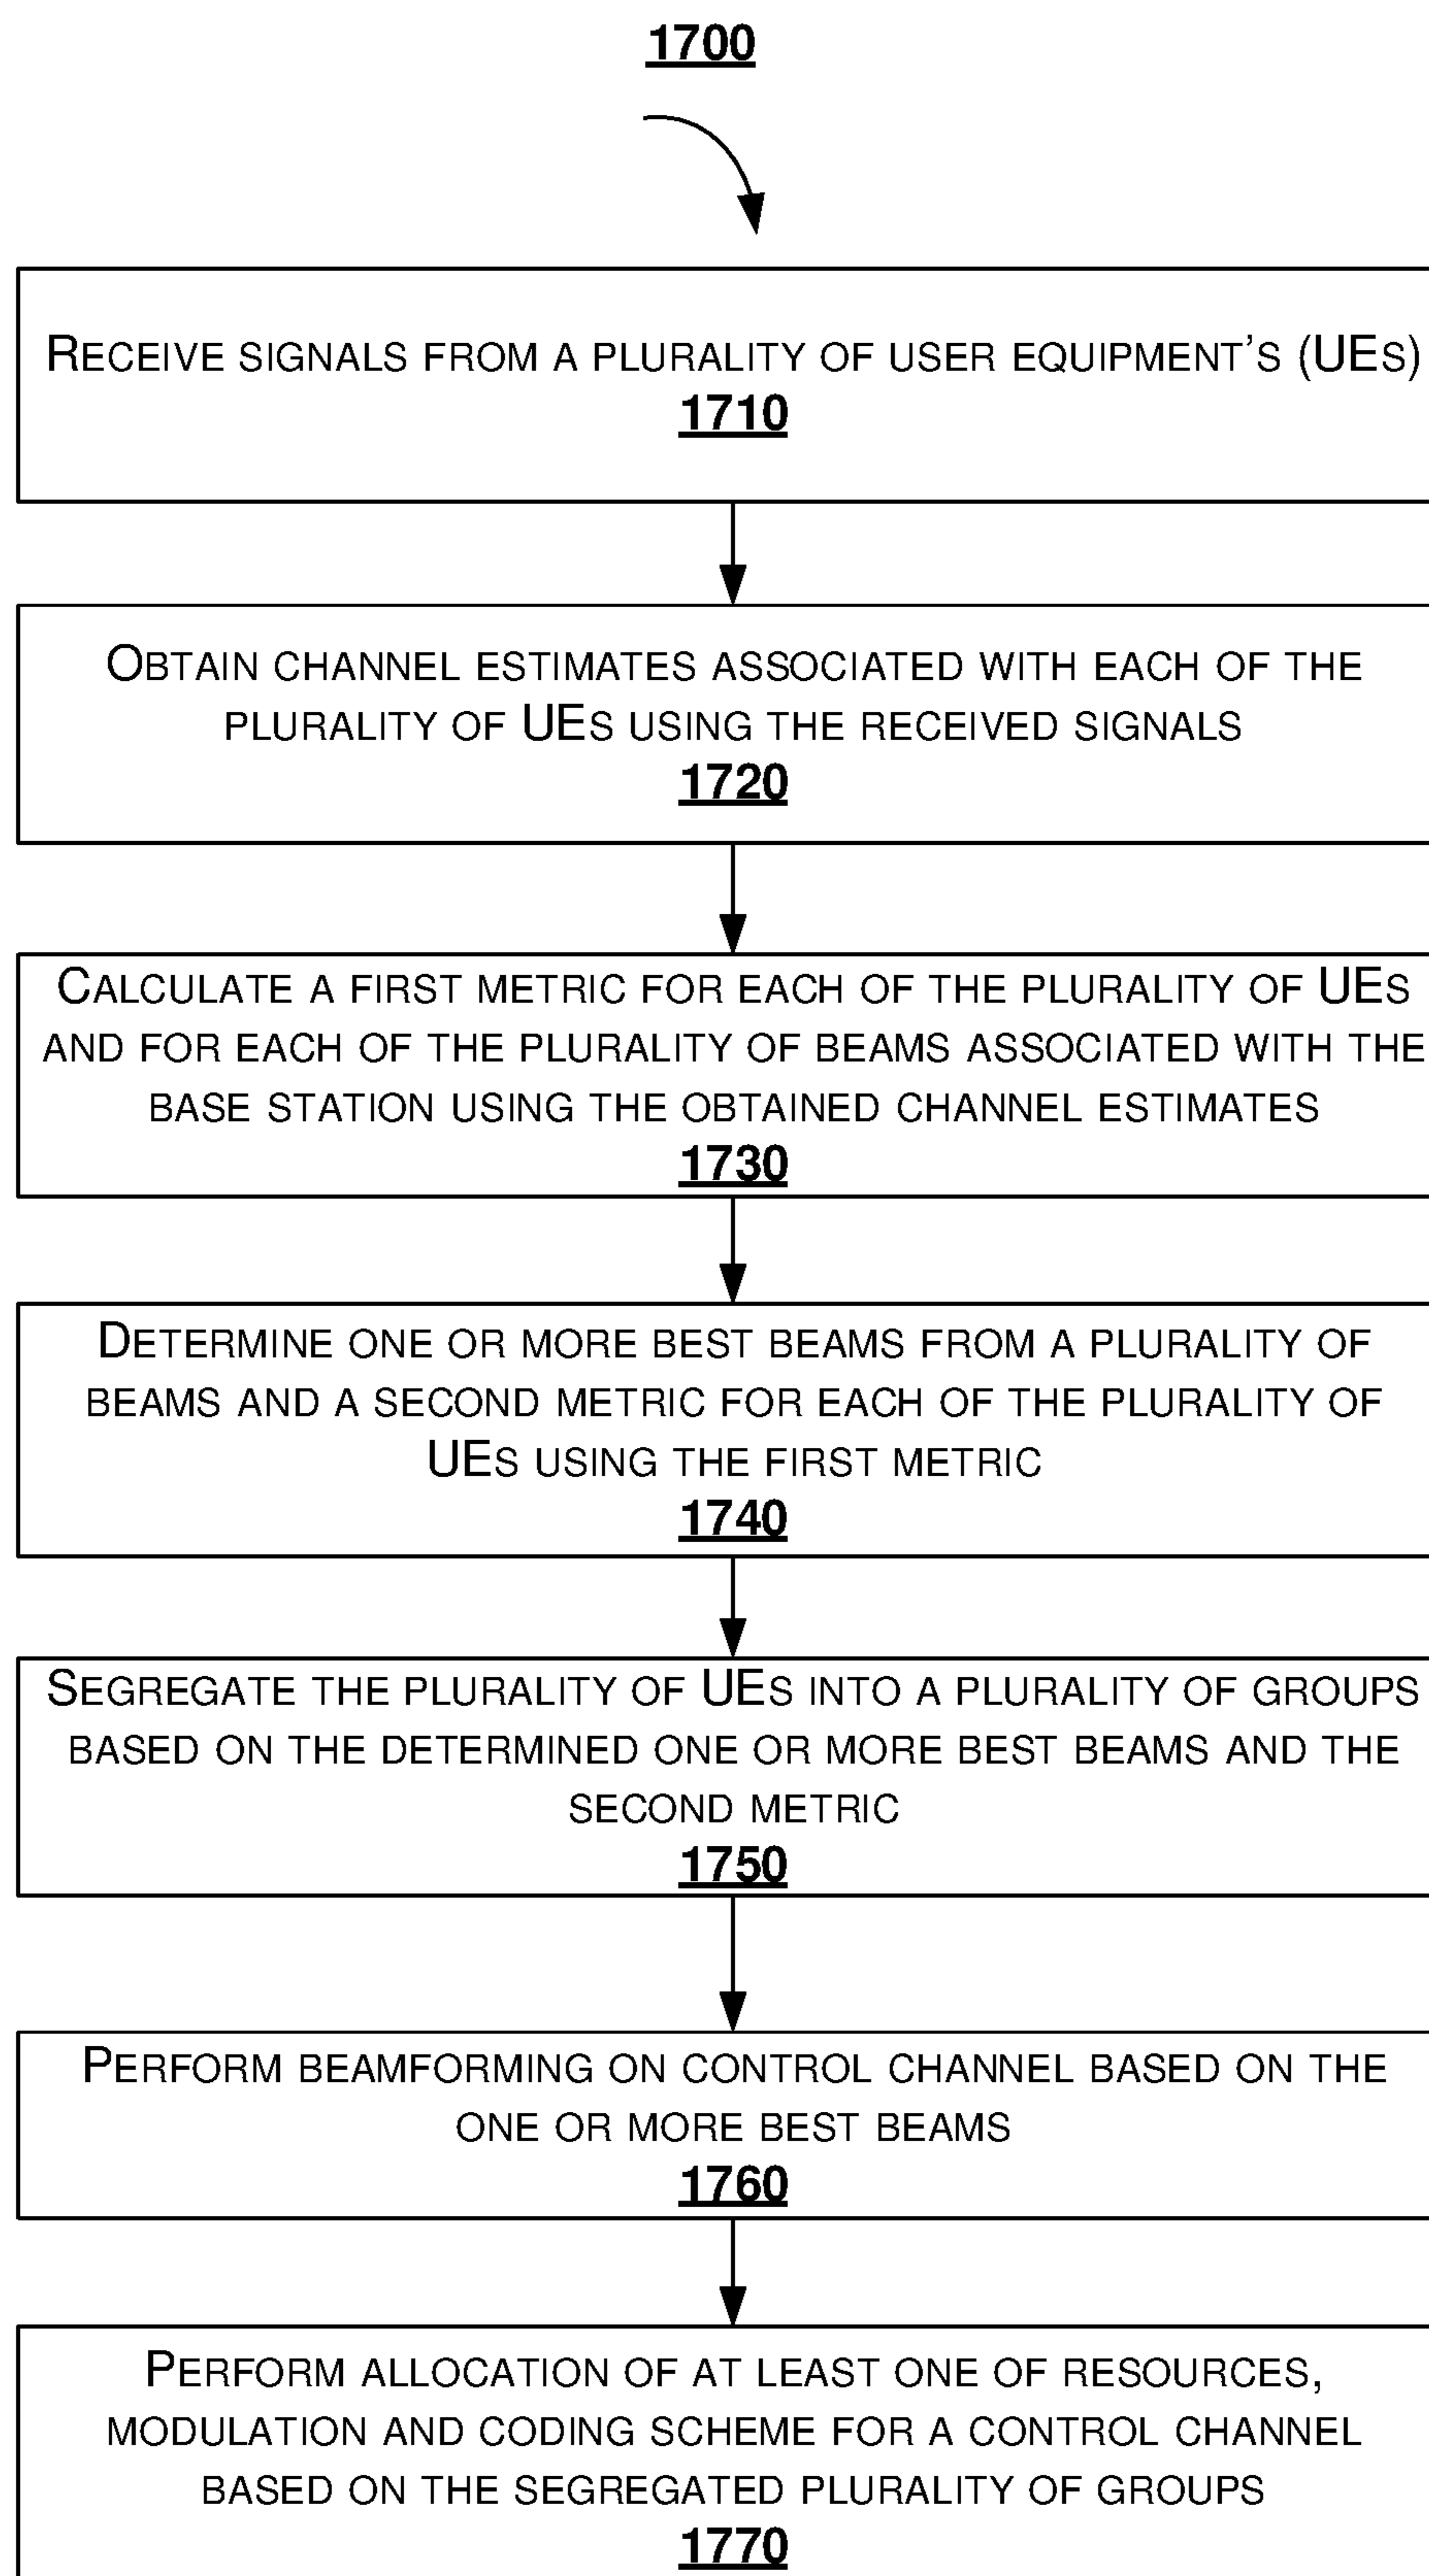 1700
RECEIVE SIGNALS FROM A PLURALITY OF USER EQUIPMENT'S (UES)
1710
OBTAIN CHANNEL ESTIMATES ASSOCIATED WITH EACH OF THE
PLURALITY OF UES USING THE RECEIVED SIGNALS
1720
CALCULATE A FIRST METRIC FOR EACH OF THE PLURALITY OF UES
AND FOR EACH OF THE PLURALITY OF BEAMS ASSOCIATED WITH THE
BASE STATION USING THE OBTAINED CHANNEL ESTIMATES
1730
DETERMINE ONE OR MORE BEST BEAMS FROM A PLURALITY OF
BEAMS AND A SECOND METRIC FOR EACH OF THE PLURALITY OF
UES USING THE FIRST METRIC
1740
SEGREGATE THE PLURALITY OF UES INTO A PLURALITY OF GROUPS
BASED ON THE DETERMINED ONE OR MORE BEST BEAMS AND THE
SECOND METRIC
1750
PERFORM BEAMFORMING ON CONTROL CHANNEL BASED ON THE
ONE OR MORE BEST BEAMS
1760
PERFORM ALLOCATION OF AT LEAST ONE OF RESOURCES,
MODULATION AND CODING SCHEME FOR A CONTROL CHANNEL
BASED ON THE SEGREGATED PLURALITY OF GROUPS
1770